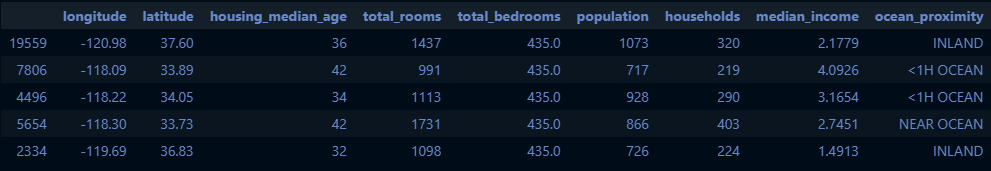 longitude latitude housing_median_age total_rooms total_bedrooms population households median_income ocean_proximity
19559 -120.98 37.60 36 1437 435.0 1073 320 2.1779 INLAND
7806 -118.09 33.89 42 991 435.0 717 219 4.0926 <1H OCEAN
4496 -118.22 34.05 34 1113 435.0 928 290 3.1654 <1H OCEAN
5654 -118.30 33.73 42 1731 435.0 866 403 2.7451 NEAR OCEAN
2334 -119.69 36.83 32 1098 435.0 726 224 1.4913 INLAND